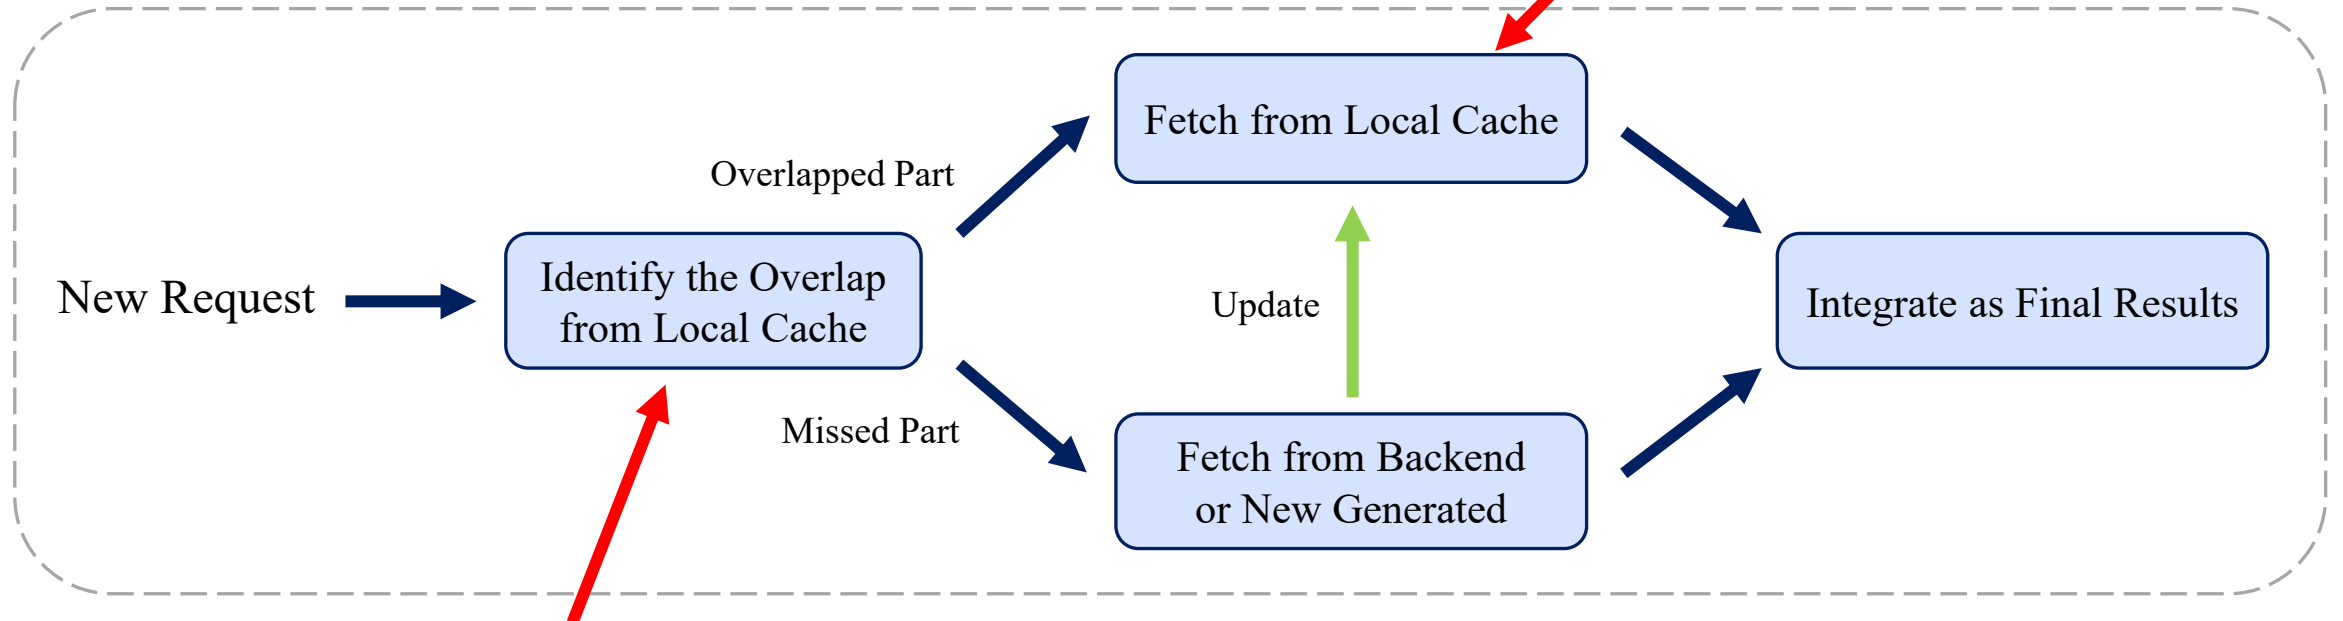 New Request
Identify the Overlap
from Local Cache
Overlapped Part
Missed Part
Fetch from Local Cache
Update
Fetch from Backend
or New Generated
Integrate as Final Results